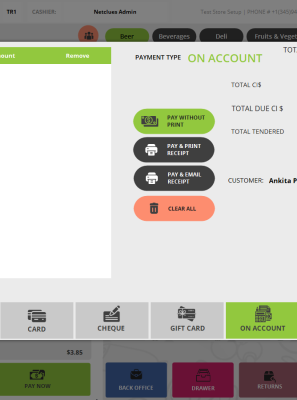 TR1 CASHIER: Netclues Admin Test Store Setup | PHONE #
Beer Beverages Deli Fruits & Veget
ount Remove
PAYMENT TYPE ON ACCOUNT
TOT
TOTAL CI$
TOTAL DUE CI $
TOTAL TENDERED
PAY WITHOUT
PRINT
PAY & PRINT
RECEIPT
PAY & EMAIL
RECEIPT
CLEAR ALL
CUSTOMER: Ankita P
CARD CHEQUE GIFT CARD ON ACCOUNT
$3.85
PAY NOW BACK OFFICE DRAWER RETURNS